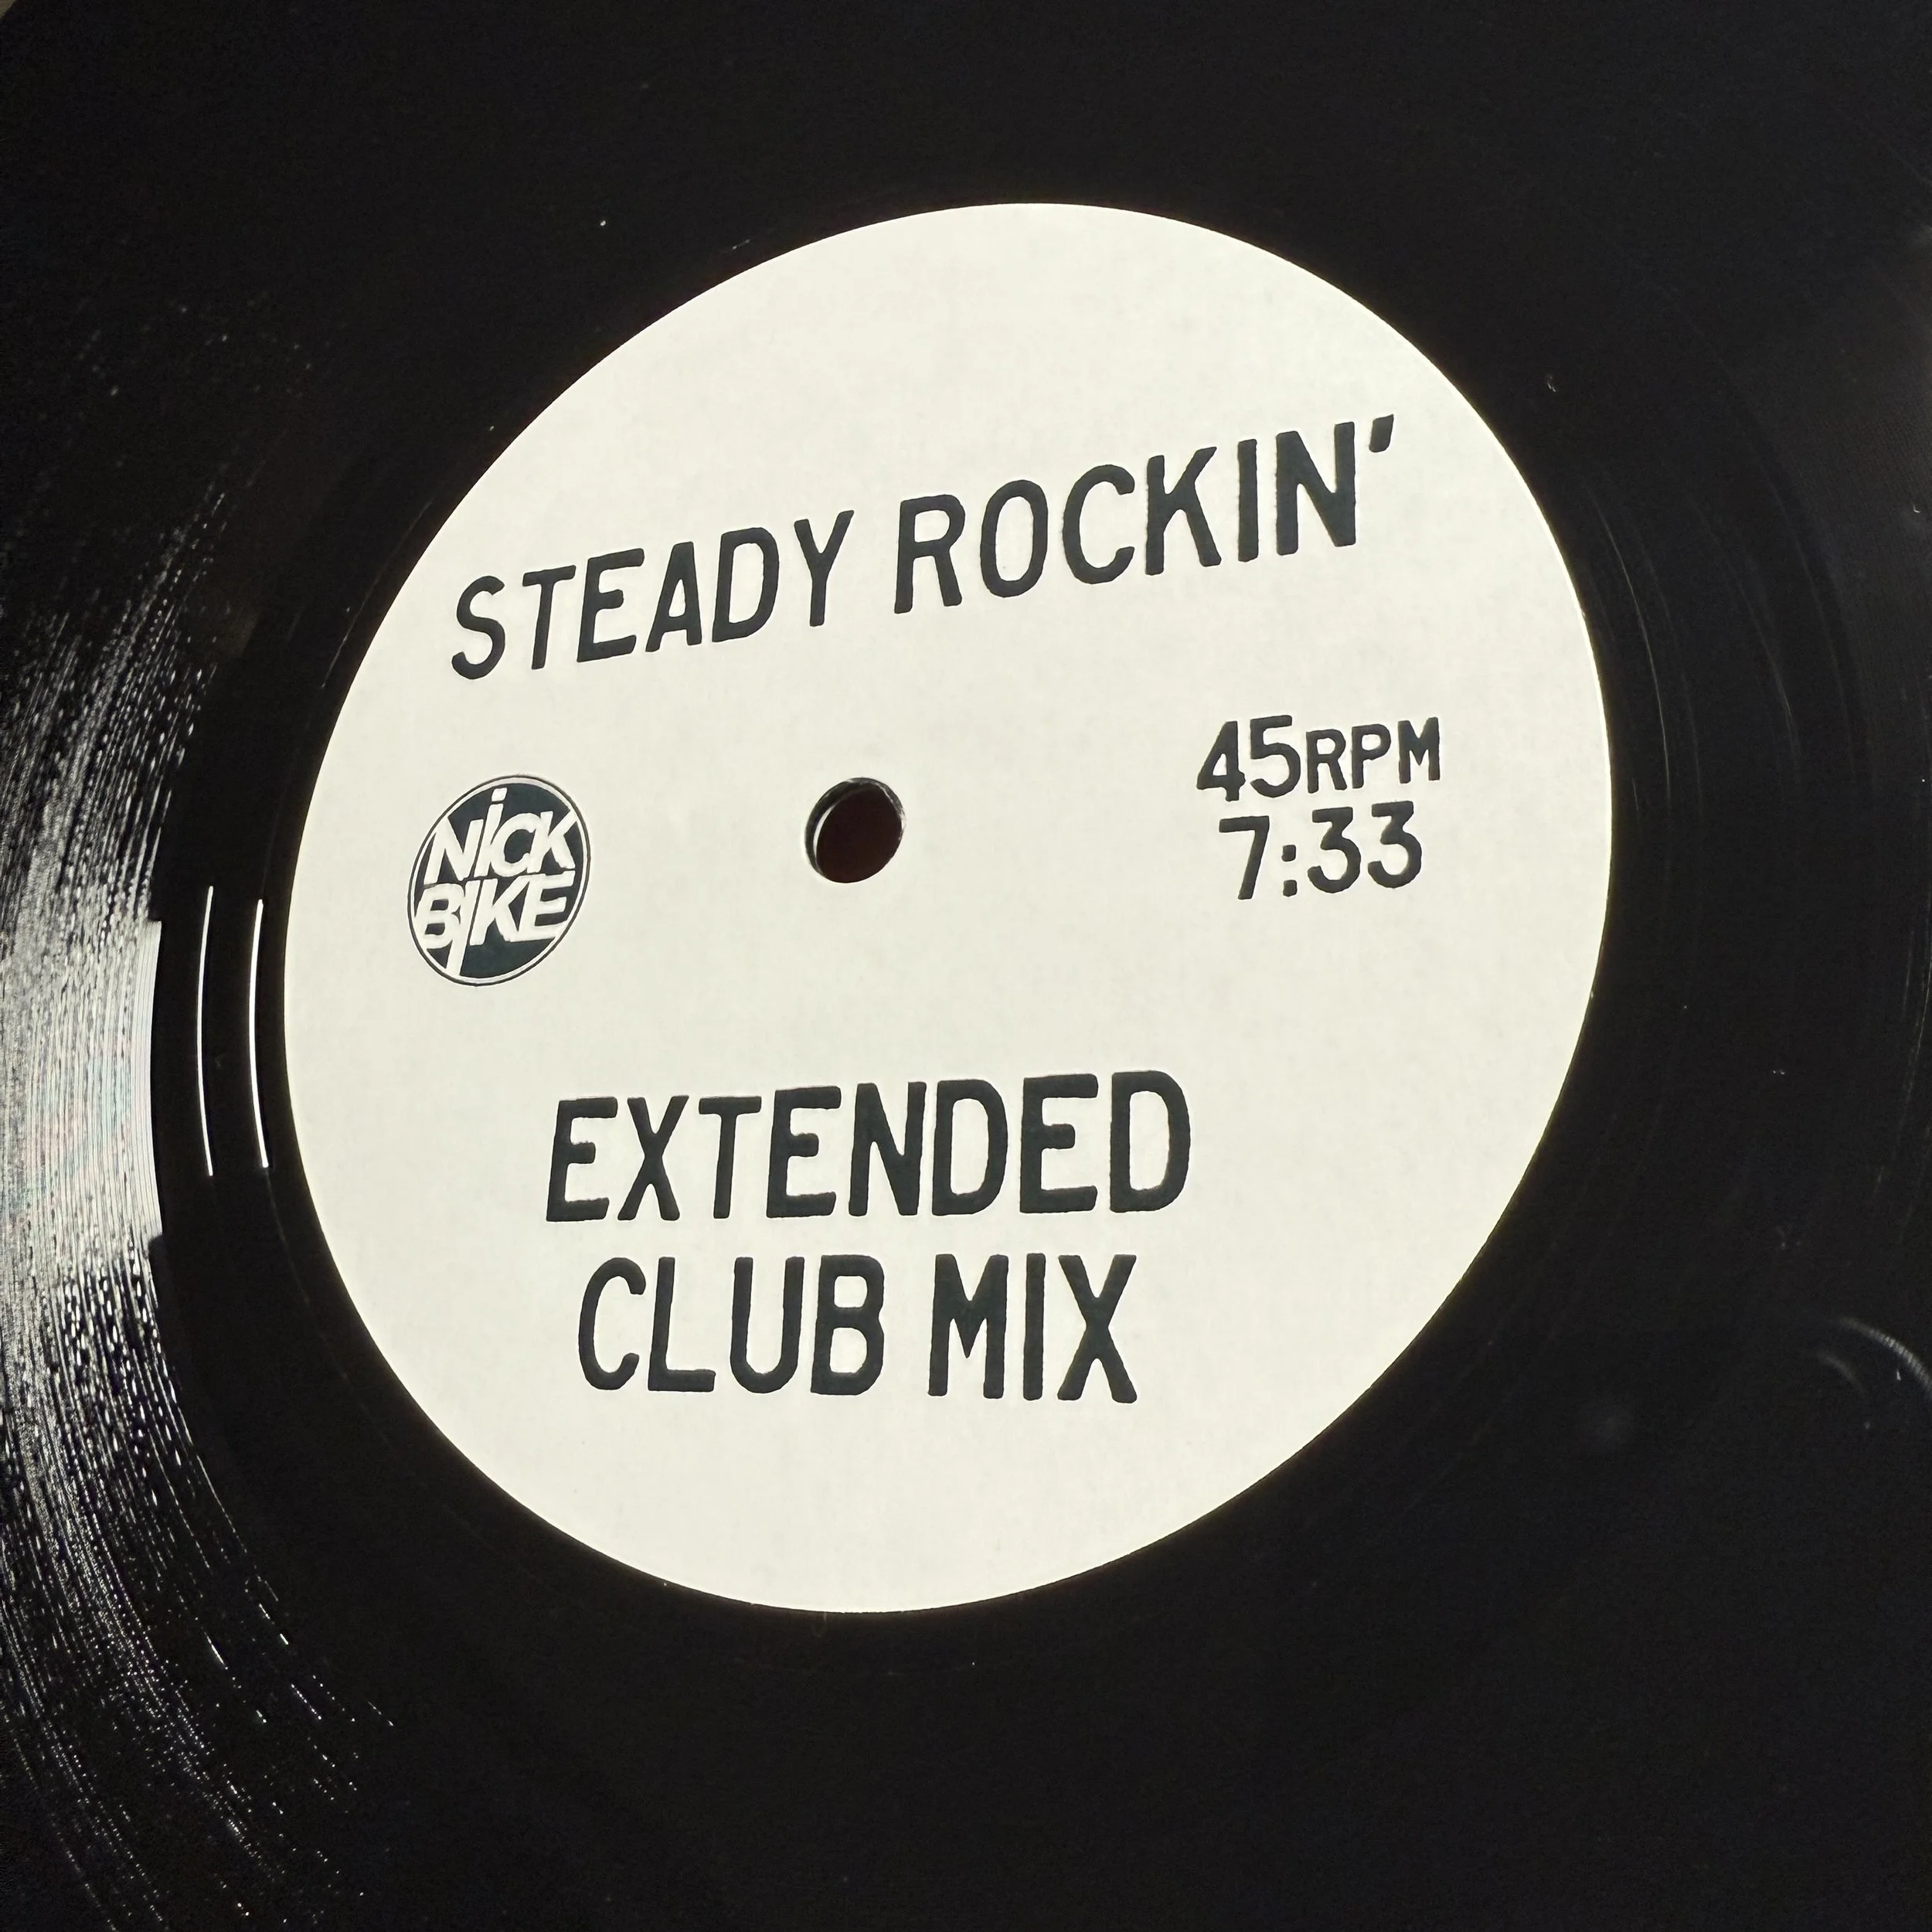 STEADY ROCKIN'
45RPM
7:33
NiCK
BIKE
EXTENDED
CLUB MIX